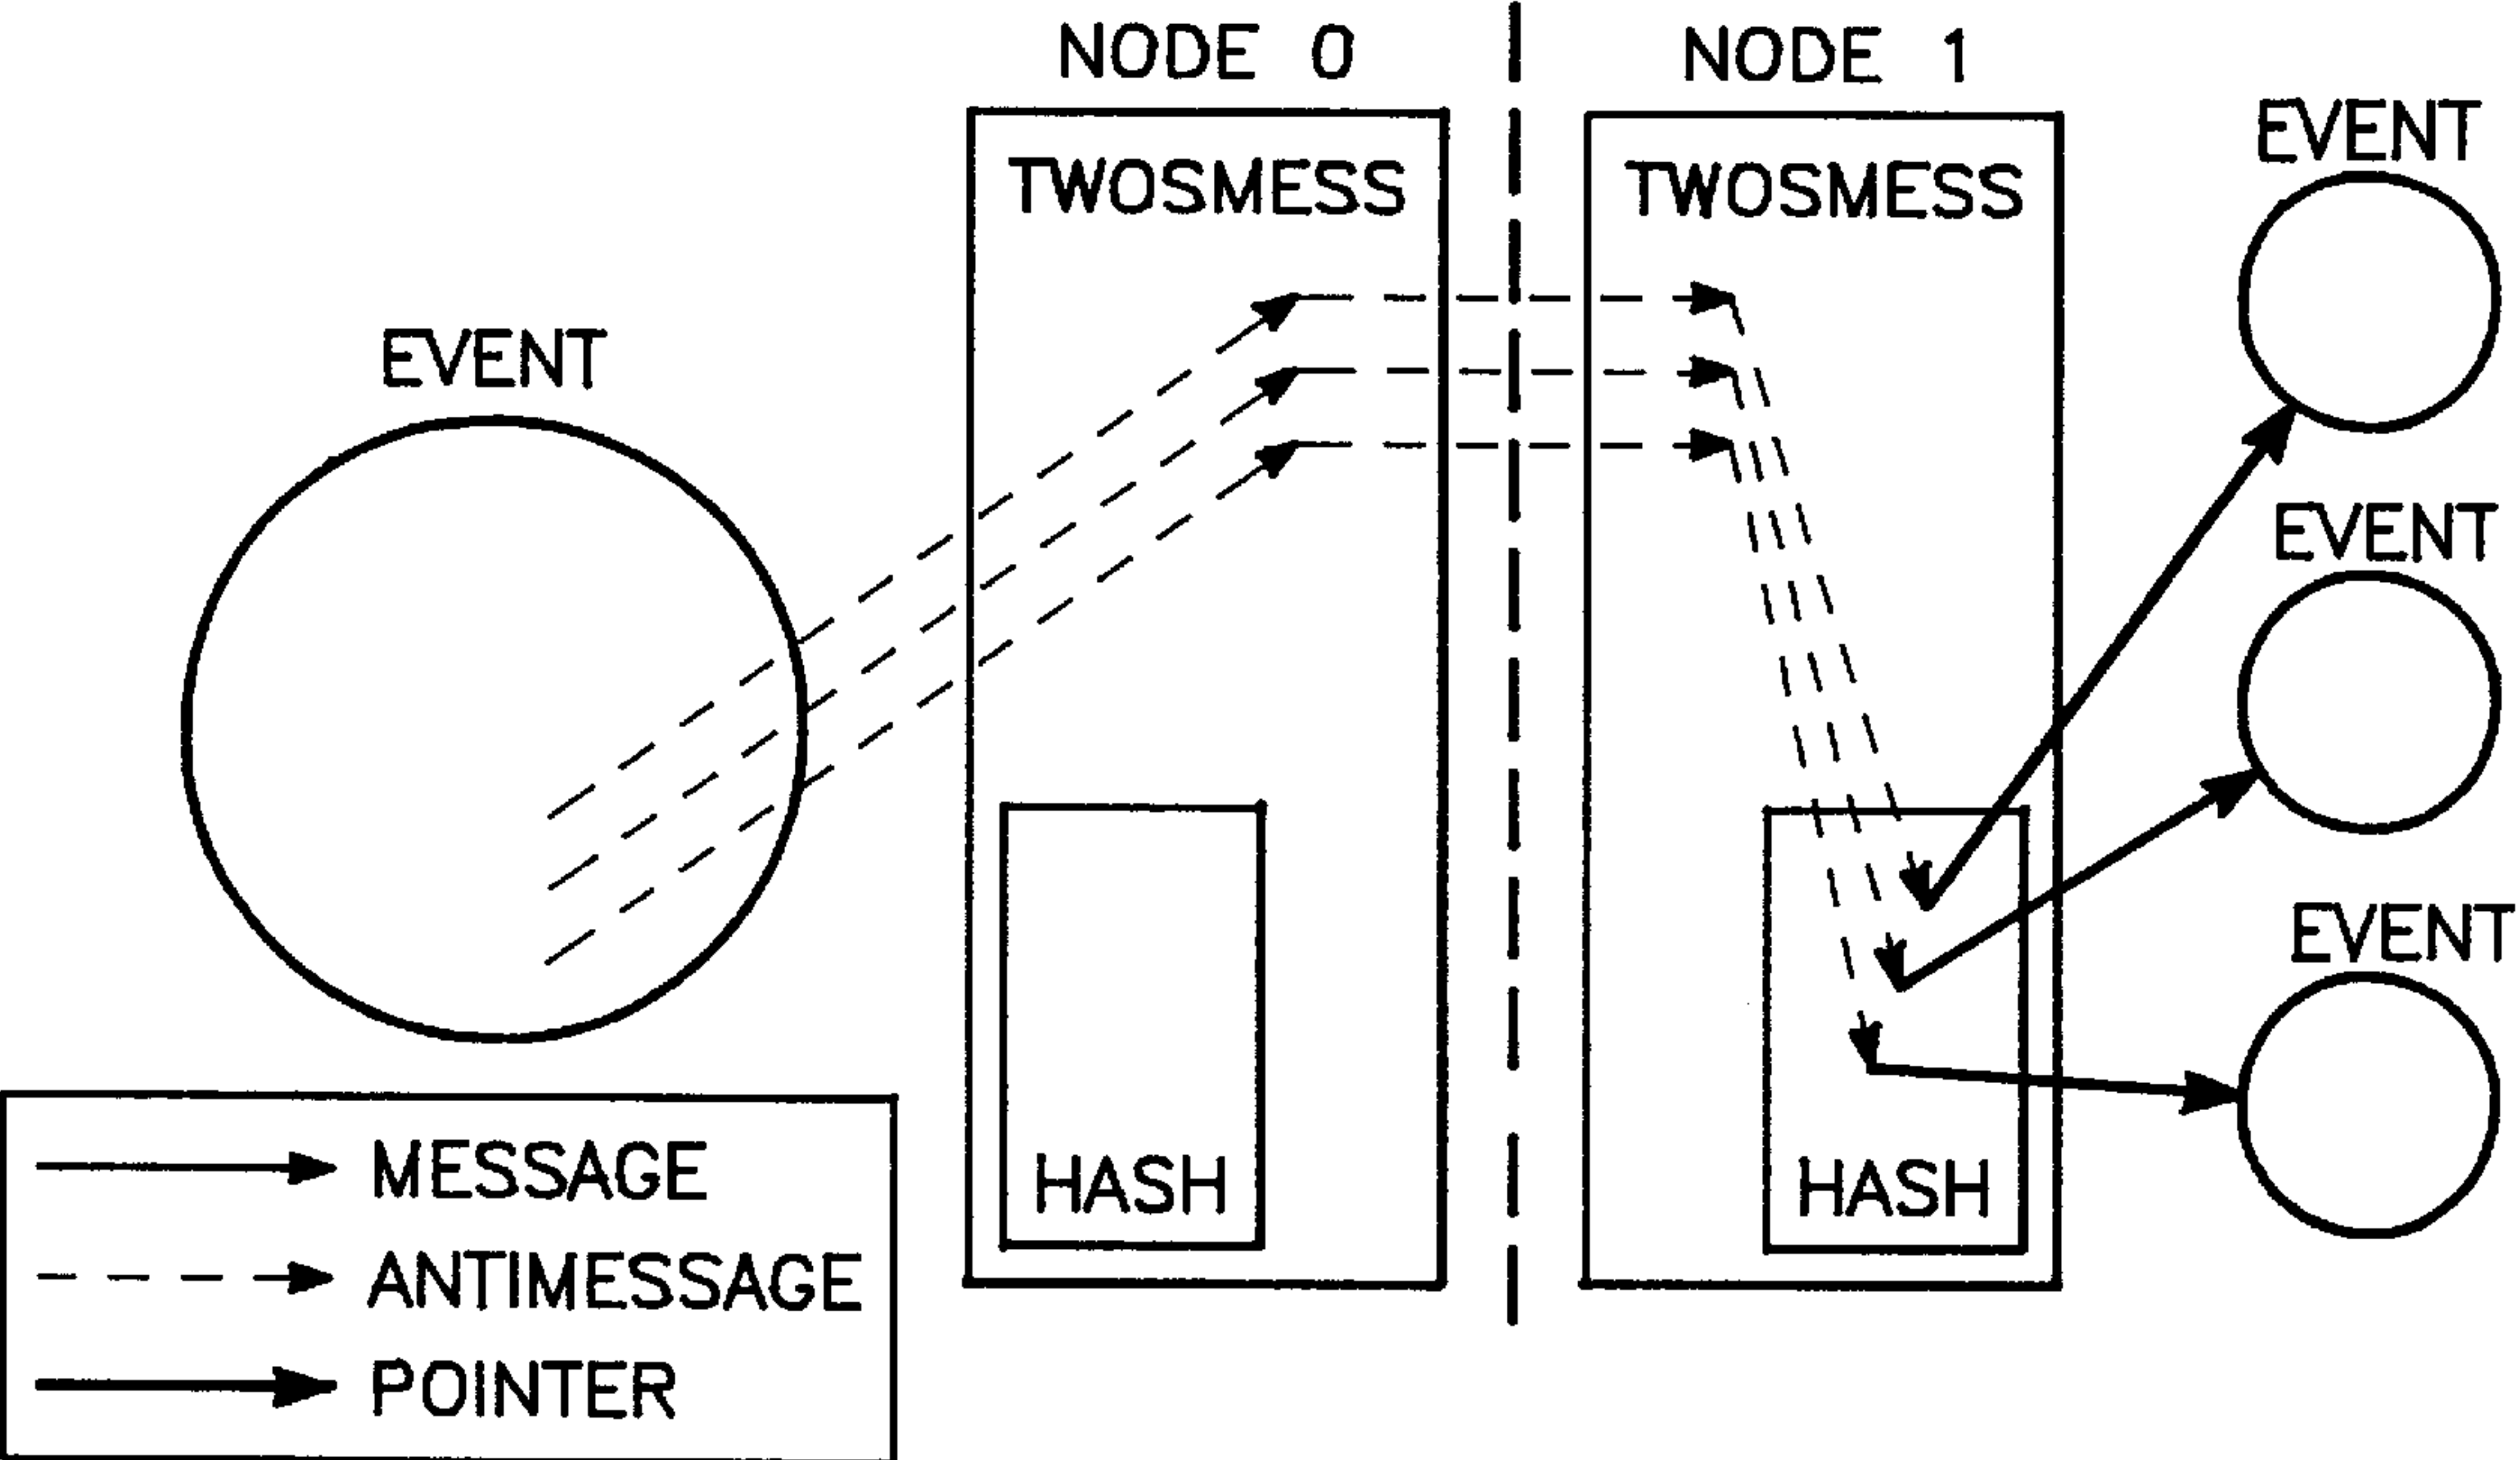 NODE 0
NODE 1
EVENT
TWOSMESS
TWOSMESS
EVENT
EVENT
EVENT
HASH
HASH
MESSAGE
ANTIMESSAGE
POINTER